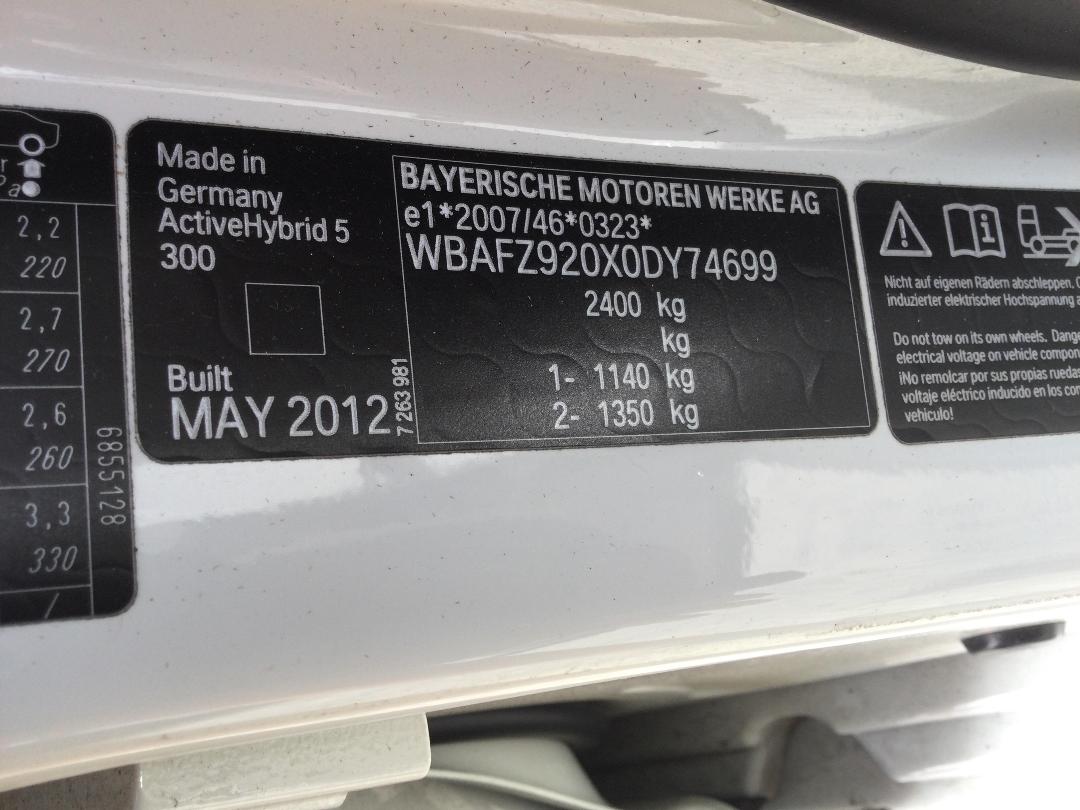 2,2
220
2,7
270
2,6
260
3,3
330
/
6855128
Made in
Germany
ActiveHybrid 5
300
Built
MAY 2012
7 263 981
BAYERISCHE MOTOREN WERKE AG
e1*2007/46*0323*
WBAFZ920X0DY74699
2400 kg
kg
1- 1140 kg
2- 1350 kg
Nicht auf eigenen Rädern abschleppen.
induzierter elektrischer Hochspannung
Do not tow on its own wheels.
electrical voltage on vehicle
¡No remolcar por sus propias ruedas
voltaje eléctrico inducido en los
vehiculo!